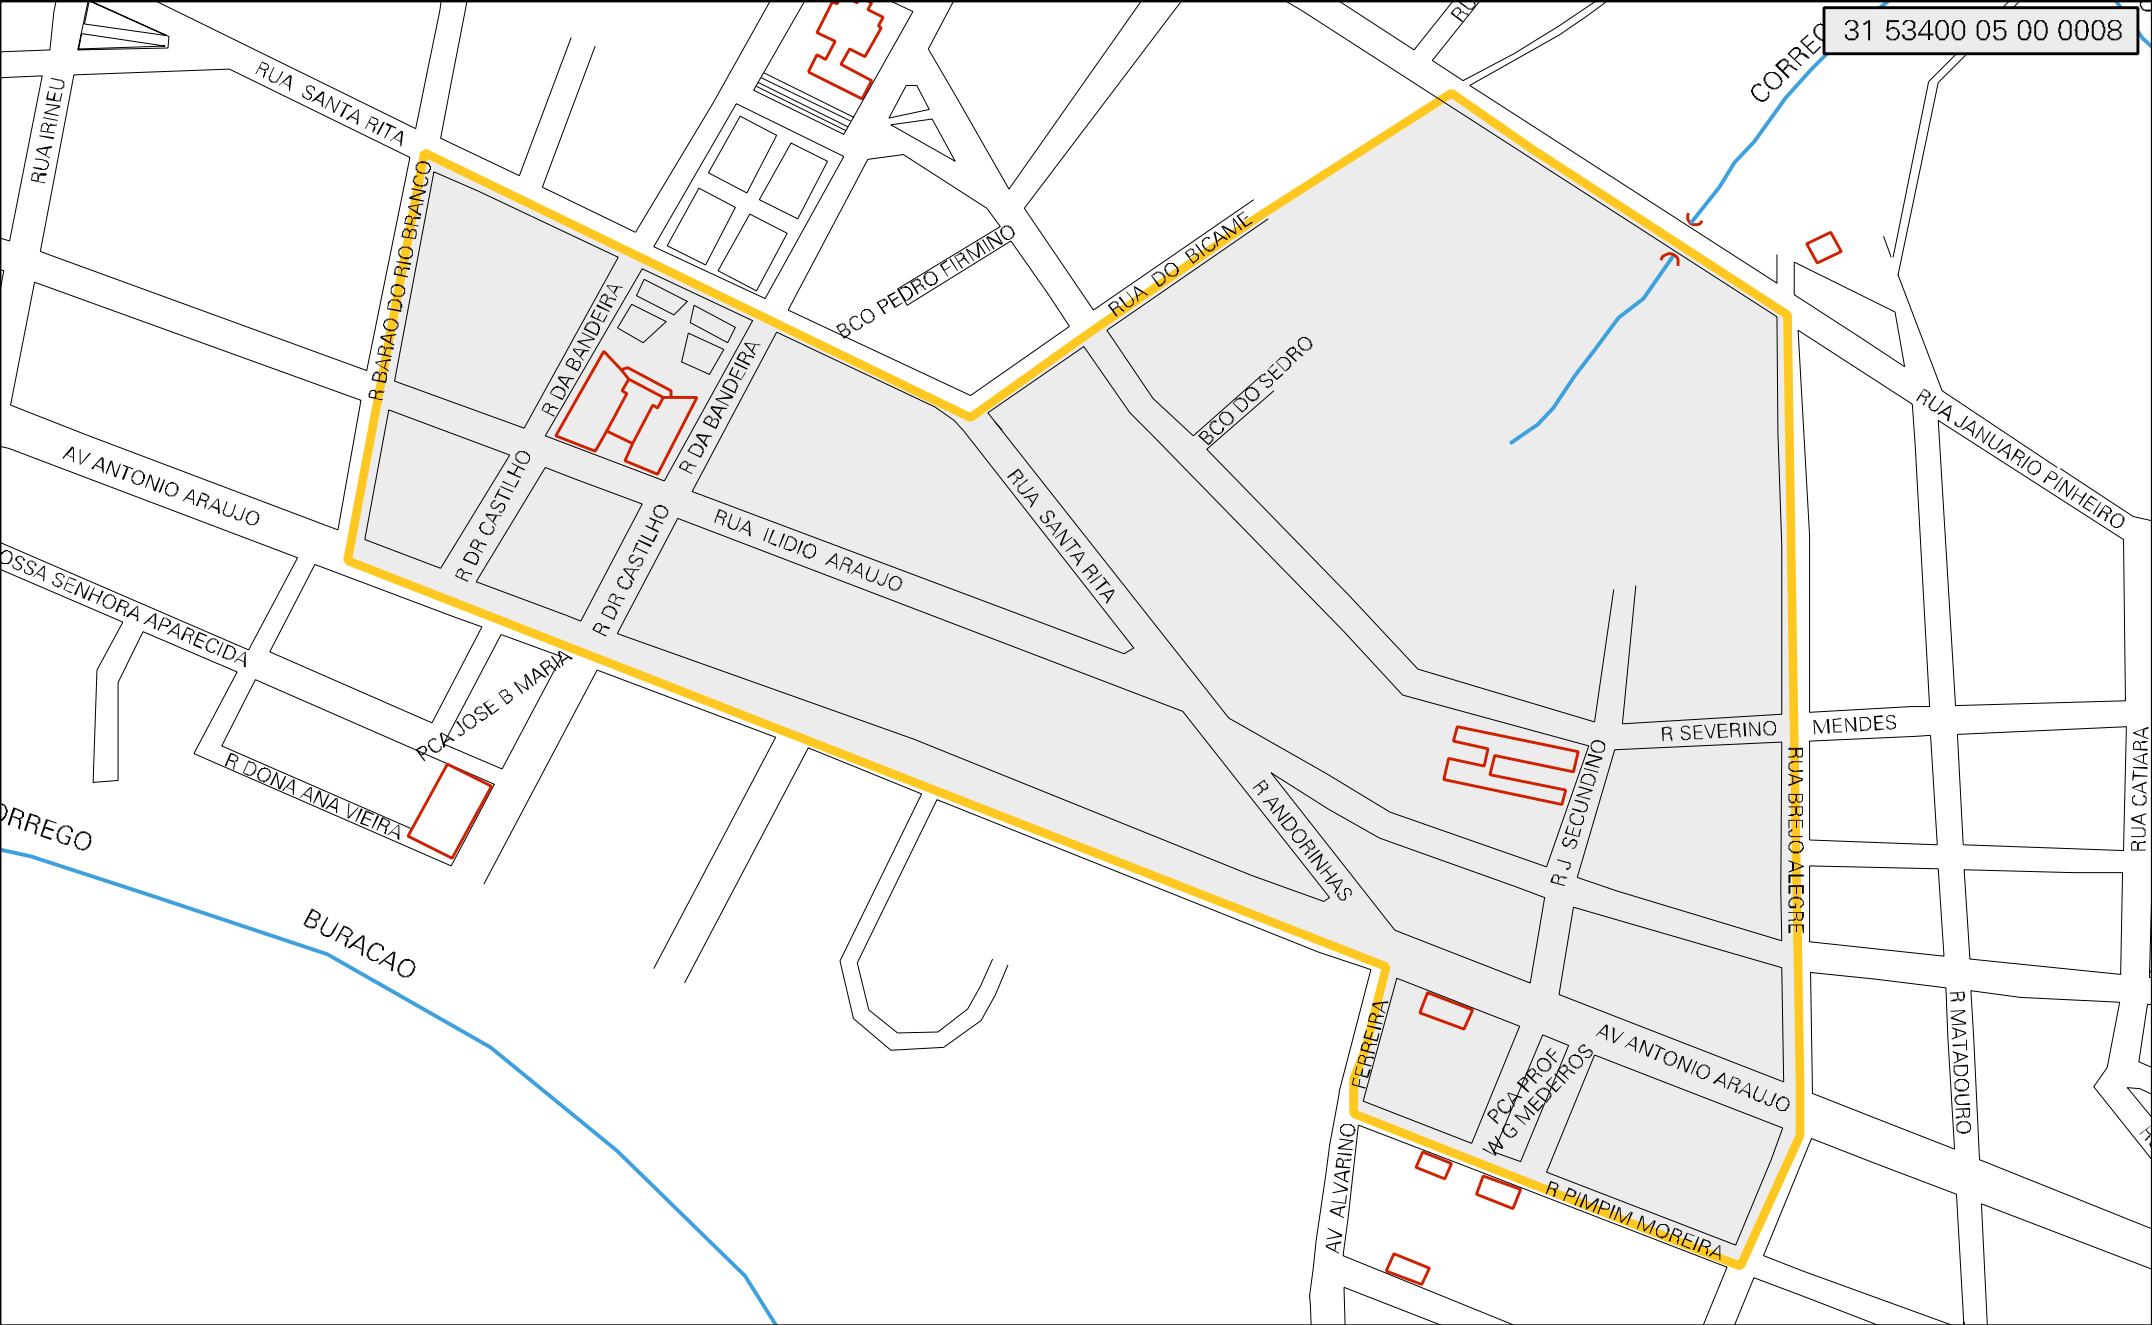 31 53400 05 00 0008
RUA SANTA RITA
RUA IRINEU
R BARAO DO RIO BRANCO
R DA BANDEIRA
R DA BANDEIRA
BCO PEDRO FIRMINO
RUA DO BICAME
BCO DO SEDRO
RUA JANUARIO PINHEIRO
AV ANTONIO ARAUJO
R DR CASTILHO
R DR CASTILHO
RUA ILIDIO ARAUJO
RUA SANTA RITA
OSSA SENHORA APARECIDA
PCA JOSE B MARIA
R DONA ANA VIEIRA
ORREGO
BURACAO
R ANDORINHAS
R J SECUNDINO
R SEVERINO
MENDES
RUA BREJO ALEGRE
RUA CATIARA
R MATADOURO
FERREIRA
AV ALVARINO
PCA PROF
W G MEDEIROS
AV ANTONIO ARAUJO
R PIMPIM MOREIRA
CORREG
RU